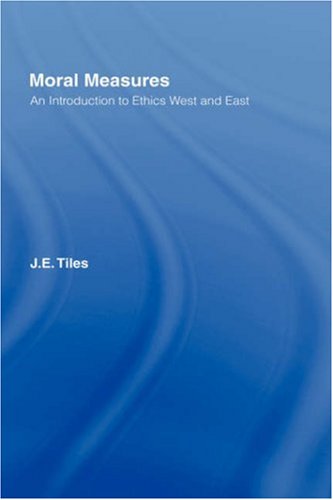 Moral Measures
An Introduction to Ethics West and East
J.E. Tiles